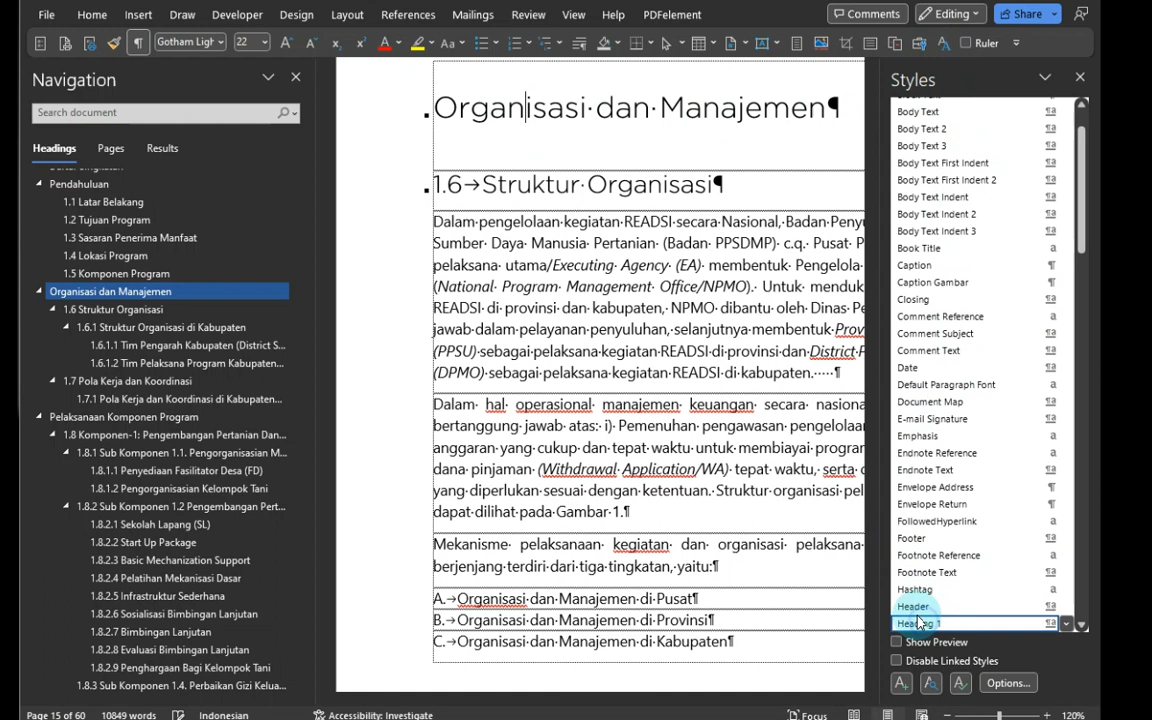 File Home Insert Draw Developer Design Layout References Mailings Review View Help PDFelement Comments Editing Share
Gotham Ligh 22 Aa Ruler
Navigation
Search document
Headings Pages Results
Pendahuluan
1.1 Latar Belakang
1.2 Tujuan Program
1.3 Sasaran Penerima Manfaat
1.4 Lokasi Program
1.5 Komponen Program
Organisasi dan Manajemen
1.6 Struktur Organisasi
1.6.1 Struktur Organisasi di Kabupaten
1.6.1.1 Tim Pengarah Kabupaten (District S...
1.6.1.2 Tim Pelaksana Program Kabupaten...
1.7 Pola Kerja dan Koordinasi
1.7.1 Pola Kerja dan Koordinasi di Kabupaten...
Pelaksanaan Komponen Program
1.8 Komponen-1: Pengembangan Pertanian Dan...
1.8.1 Sub Komponen 1.1. Pengorganisasian M...
1.8.1.1 Penyediaan Fasilitator Desa (FD)
1.8.1.2 Pengorganisasian Kelompok Tani
1.8.2 Sub Komponen 1.2 Pengembangan Pert...
1.8.2.1 Sekolah Lapang (SL)
1.8.2.2 Start Up Package
1.8.2.3 Basic Mechanization Support
1.8.2.4 Pelatihan Mekanisasi Dasar
1.8.2.5 Infrastruktur Sederhana
1.8.2.6 Sosialisasi Bimbingan Lanjutan
1.8.2.7 Bimbingan Lanjutan
1.8.2.8 Evaluasi Bimbingan Lanjutan
1.8.2.9 Penghargaan Bagi Kelompok Tani
1.8.3 Sub Komponen 1.4. Perbaikan Gizi Kelua...
Organisasi·dan·Manajemen¶
1.6→Struktur·Organisasi¶
Dalam·pengelolaan·kegiatan·READSI·secara·Nasional,·Badan·Peny
Sumber· Daya· Manusia· Pertanian· (Badan· PPSDMP)· c.q.· Pusat· P
pelaksana· utama/Executing· Agency· (EA)· membentuk· Pengelola·
(National· Program· Management· Office/NPMO).· Untuk· menduk
READSI· di· provinsi· dan· kabupaten,· NPMO· dibantu· oleh· Dinas· Pe
jawab·dalam·pelayanan·penyuluhan,·selanjutnya·membentuk·Prov
(PPSU)·sebagai·pelaksana·kegiatan·READSI·di·provinsi·dan·District·P
(DPMO)·sebagai·pelaksana·kegiatan·READSI·di·kabupaten.·····¶
Dalam· hal· operasional· manajemen· keuangan· secara· nasiona
bertanggung·jawab·atas:·i)·Pemenuhan·pengawasan·pengelolaa
anggaran·yang·cukup·dan·tepat·waktu·untuk·membiayai·progran
dana·pinjaman·(Withdrawal·Application/WA)·tepat·waktu,·serta·c
yang·diperlukan·sesuai·dengan·ketentuan.·Struktur·organisasi·pel
dapat·dilihat·pada·Gambar·1.¶
Mekanisme· pelaksanaan· kegiatan· dan· organisasi· pelaksana·
berjenjang·terdiri·dari·tiga·tingkatan,·yaitu:¶
A.→Organisasi·dan·Manajemen·di·Pusat¶
B.→Organisasi·dan·Manajemen·di·Provinsi¶
C.→Organisasi·dan·Manajemen·di·Kabupaten¶
Styles
Body Text
Body Text 2
Body Text 3
Body Text First Indent
Body Text First Indent 2
Body Text Indent
Body Text Indent 2
Body Text Indent 3
Book Title
Caption
Caption Gambar
Closing
Comment Reference
Comment Subject
Comment Text
Date
Default Paragraph Font
Document Map
E-mail Signature
Emphasis
Endnote Reference
Endnote Text
Envelope Address
Envelope Return
FollowedHyperlink
Footer
Footnote Reference
Footnote Text
Hashtag
Header
Heading 1
Show Preview
Disable Linked Styles
Options...
Page 15 of 60 10849 words Indonesian Accessibility: Investigate Focus 120%